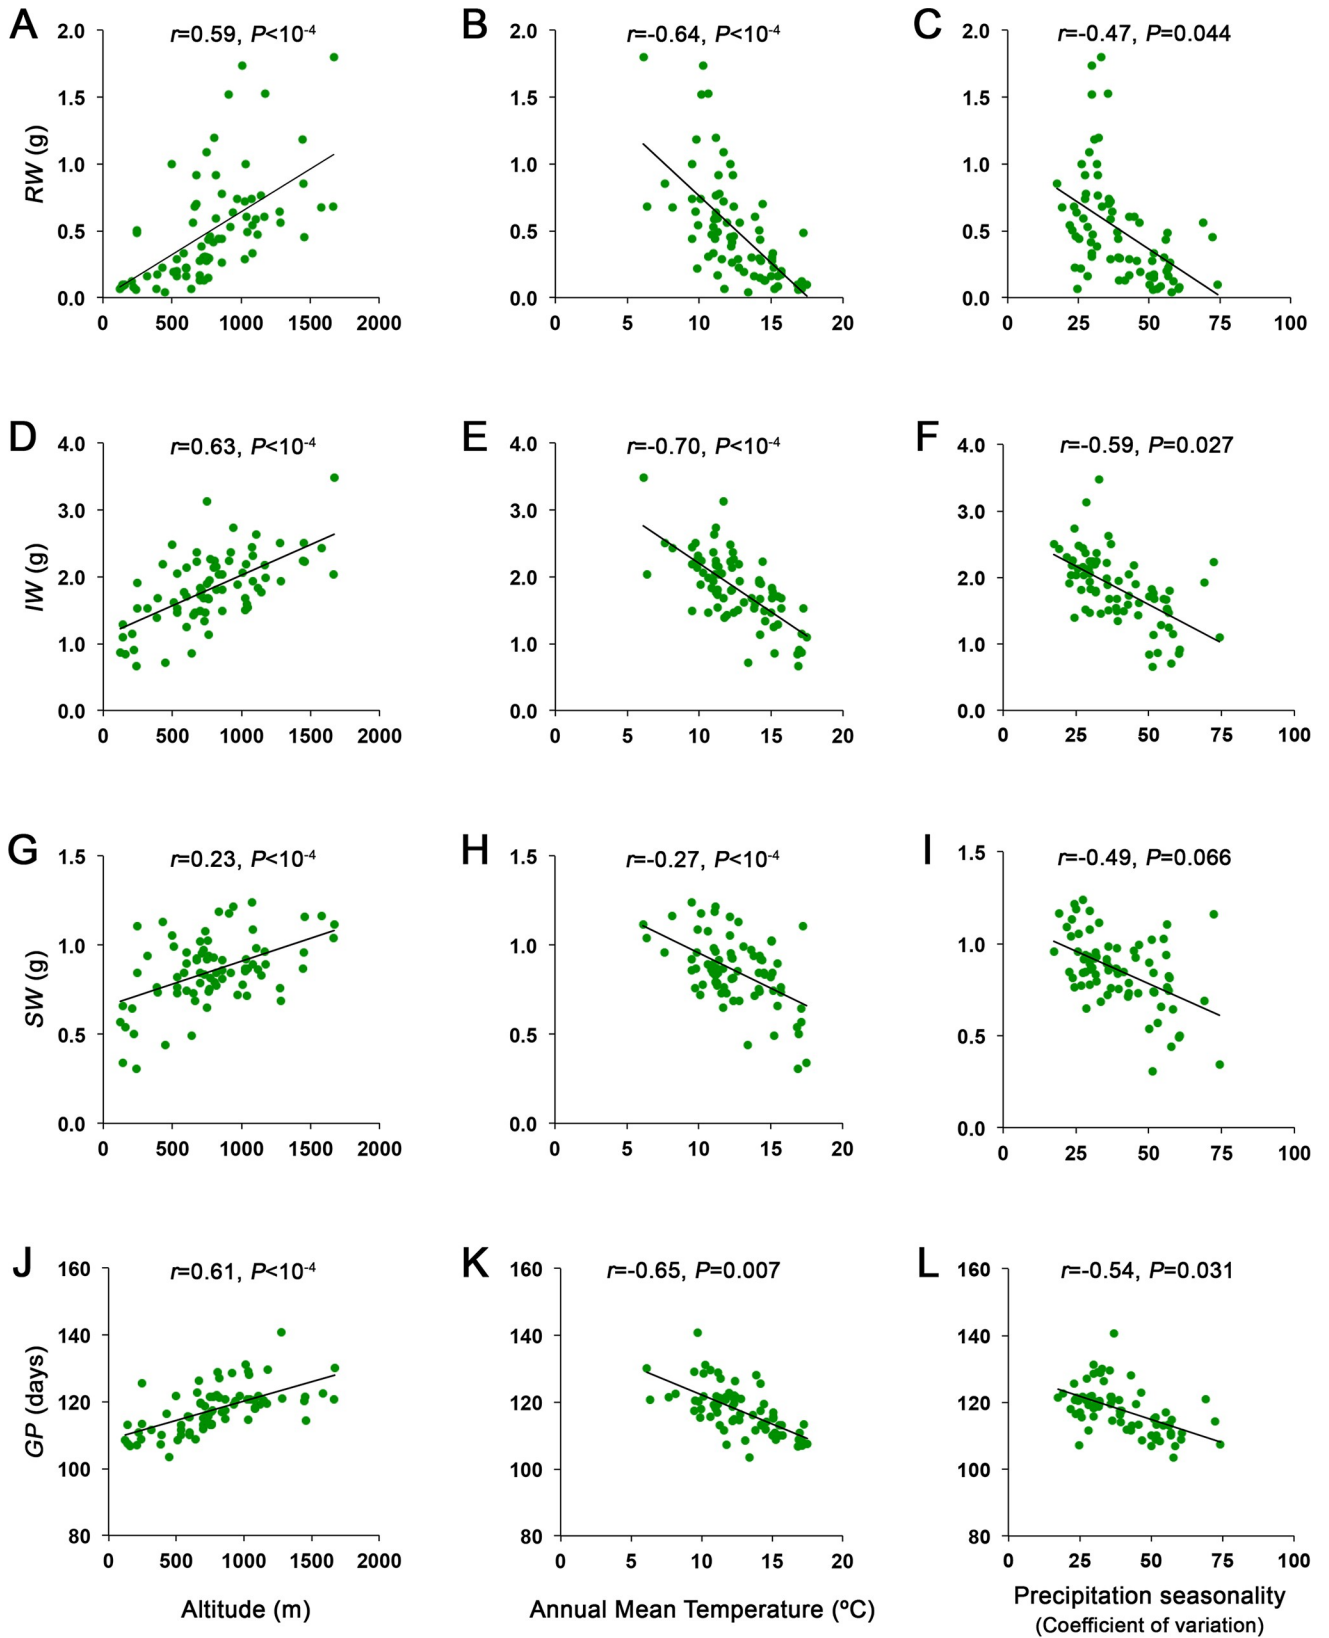 A
r=0.59, P<10⁻⁴
B
r=-0.64, P<10⁻⁴
C
r=-0.47, P=0.044
RW (g)
2.0
1.5
1.0
0.5
0.0
0 500 1000 1500 2000
2.0
1.5
1.0
0.5
0.0
0 5 10 15 20
2.0
1.5
1.0
0.5
0.0
0 25 50 75 100
D
r=0.63, P<10⁻⁴
E
r=-0.70, P<10⁻⁴
F
r=-0.59, P=0.027
IW (g)
4.0
3.0
2.0
1.0
0.0
0 500 1000 1500 2000
4.0
3.0
2.0
1.0
0.0
0 5 10 15 20
4.0
3.0
2.0
1.0
0.0
0 25 50 75 100
G
r=0.23, P<10⁻⁴
H
r=-0.27, P<10⁻⁴
I
r=-0.49, P=0.066
SW (g)
1.5
1.0
0.5
0.0
0 500 1000 1500 2000
1.5
1.0
0.5
0.0
0 5 10 15 20
1.5
1.0
0.5
0.0
0 25 50 75 100
J
r=0.61, P<10⁻⁴
K
r=-0.65, P=0.007
L
r=-0.54, P=0.031
GP (days)
160
140
120
100
80
0 500 1000 1500 2000
Altitude (m)
160
140
120
100
80
0 5 10 15 20
Annual Mean Temperature (ºC)
160
140
120
100
80
0 25 50 75 100
Precipitation seasonality
(Coefficient of variation)